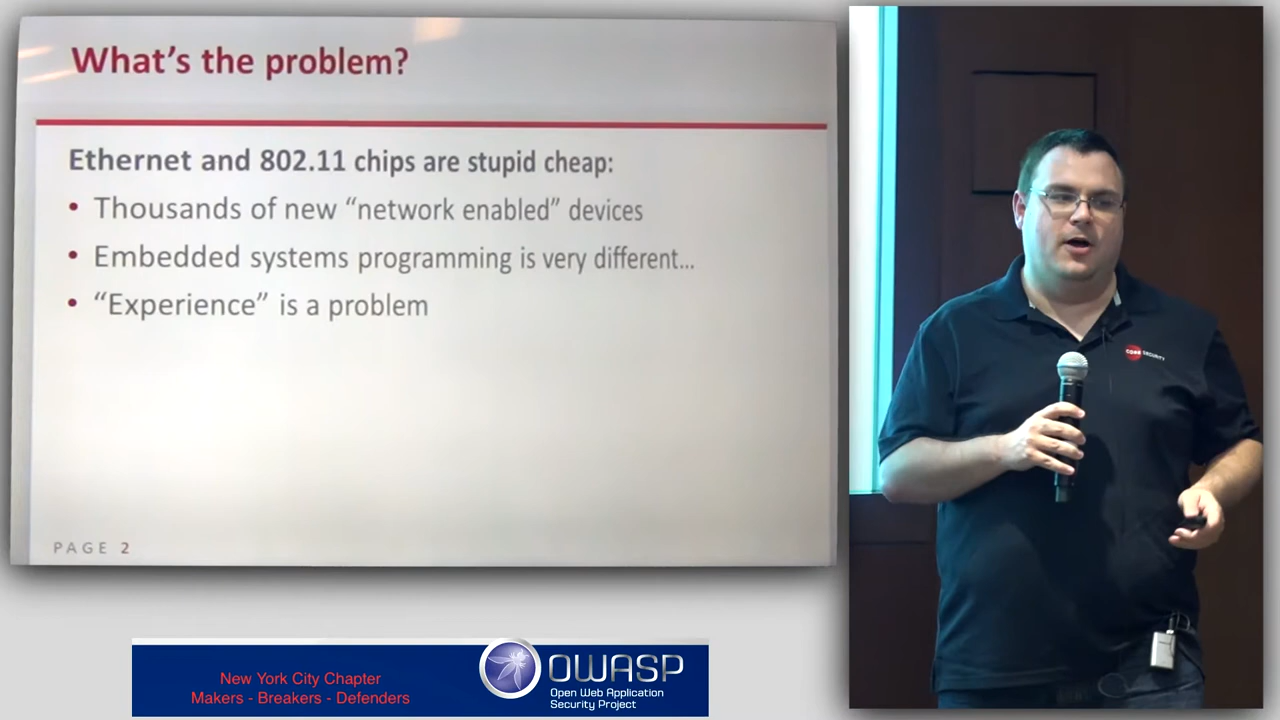 What's the problem?
Ethernet and 802.11 chips are stupid cheap:
• Thousands of new “network enabled” devices
• Embedded systems programming is very different...
• “Experience” is a problem
PAGE 2
New York City Chapter
Makers - Breakers - Defenders
OWASP
Open Web Application
Security Project
SECURITY